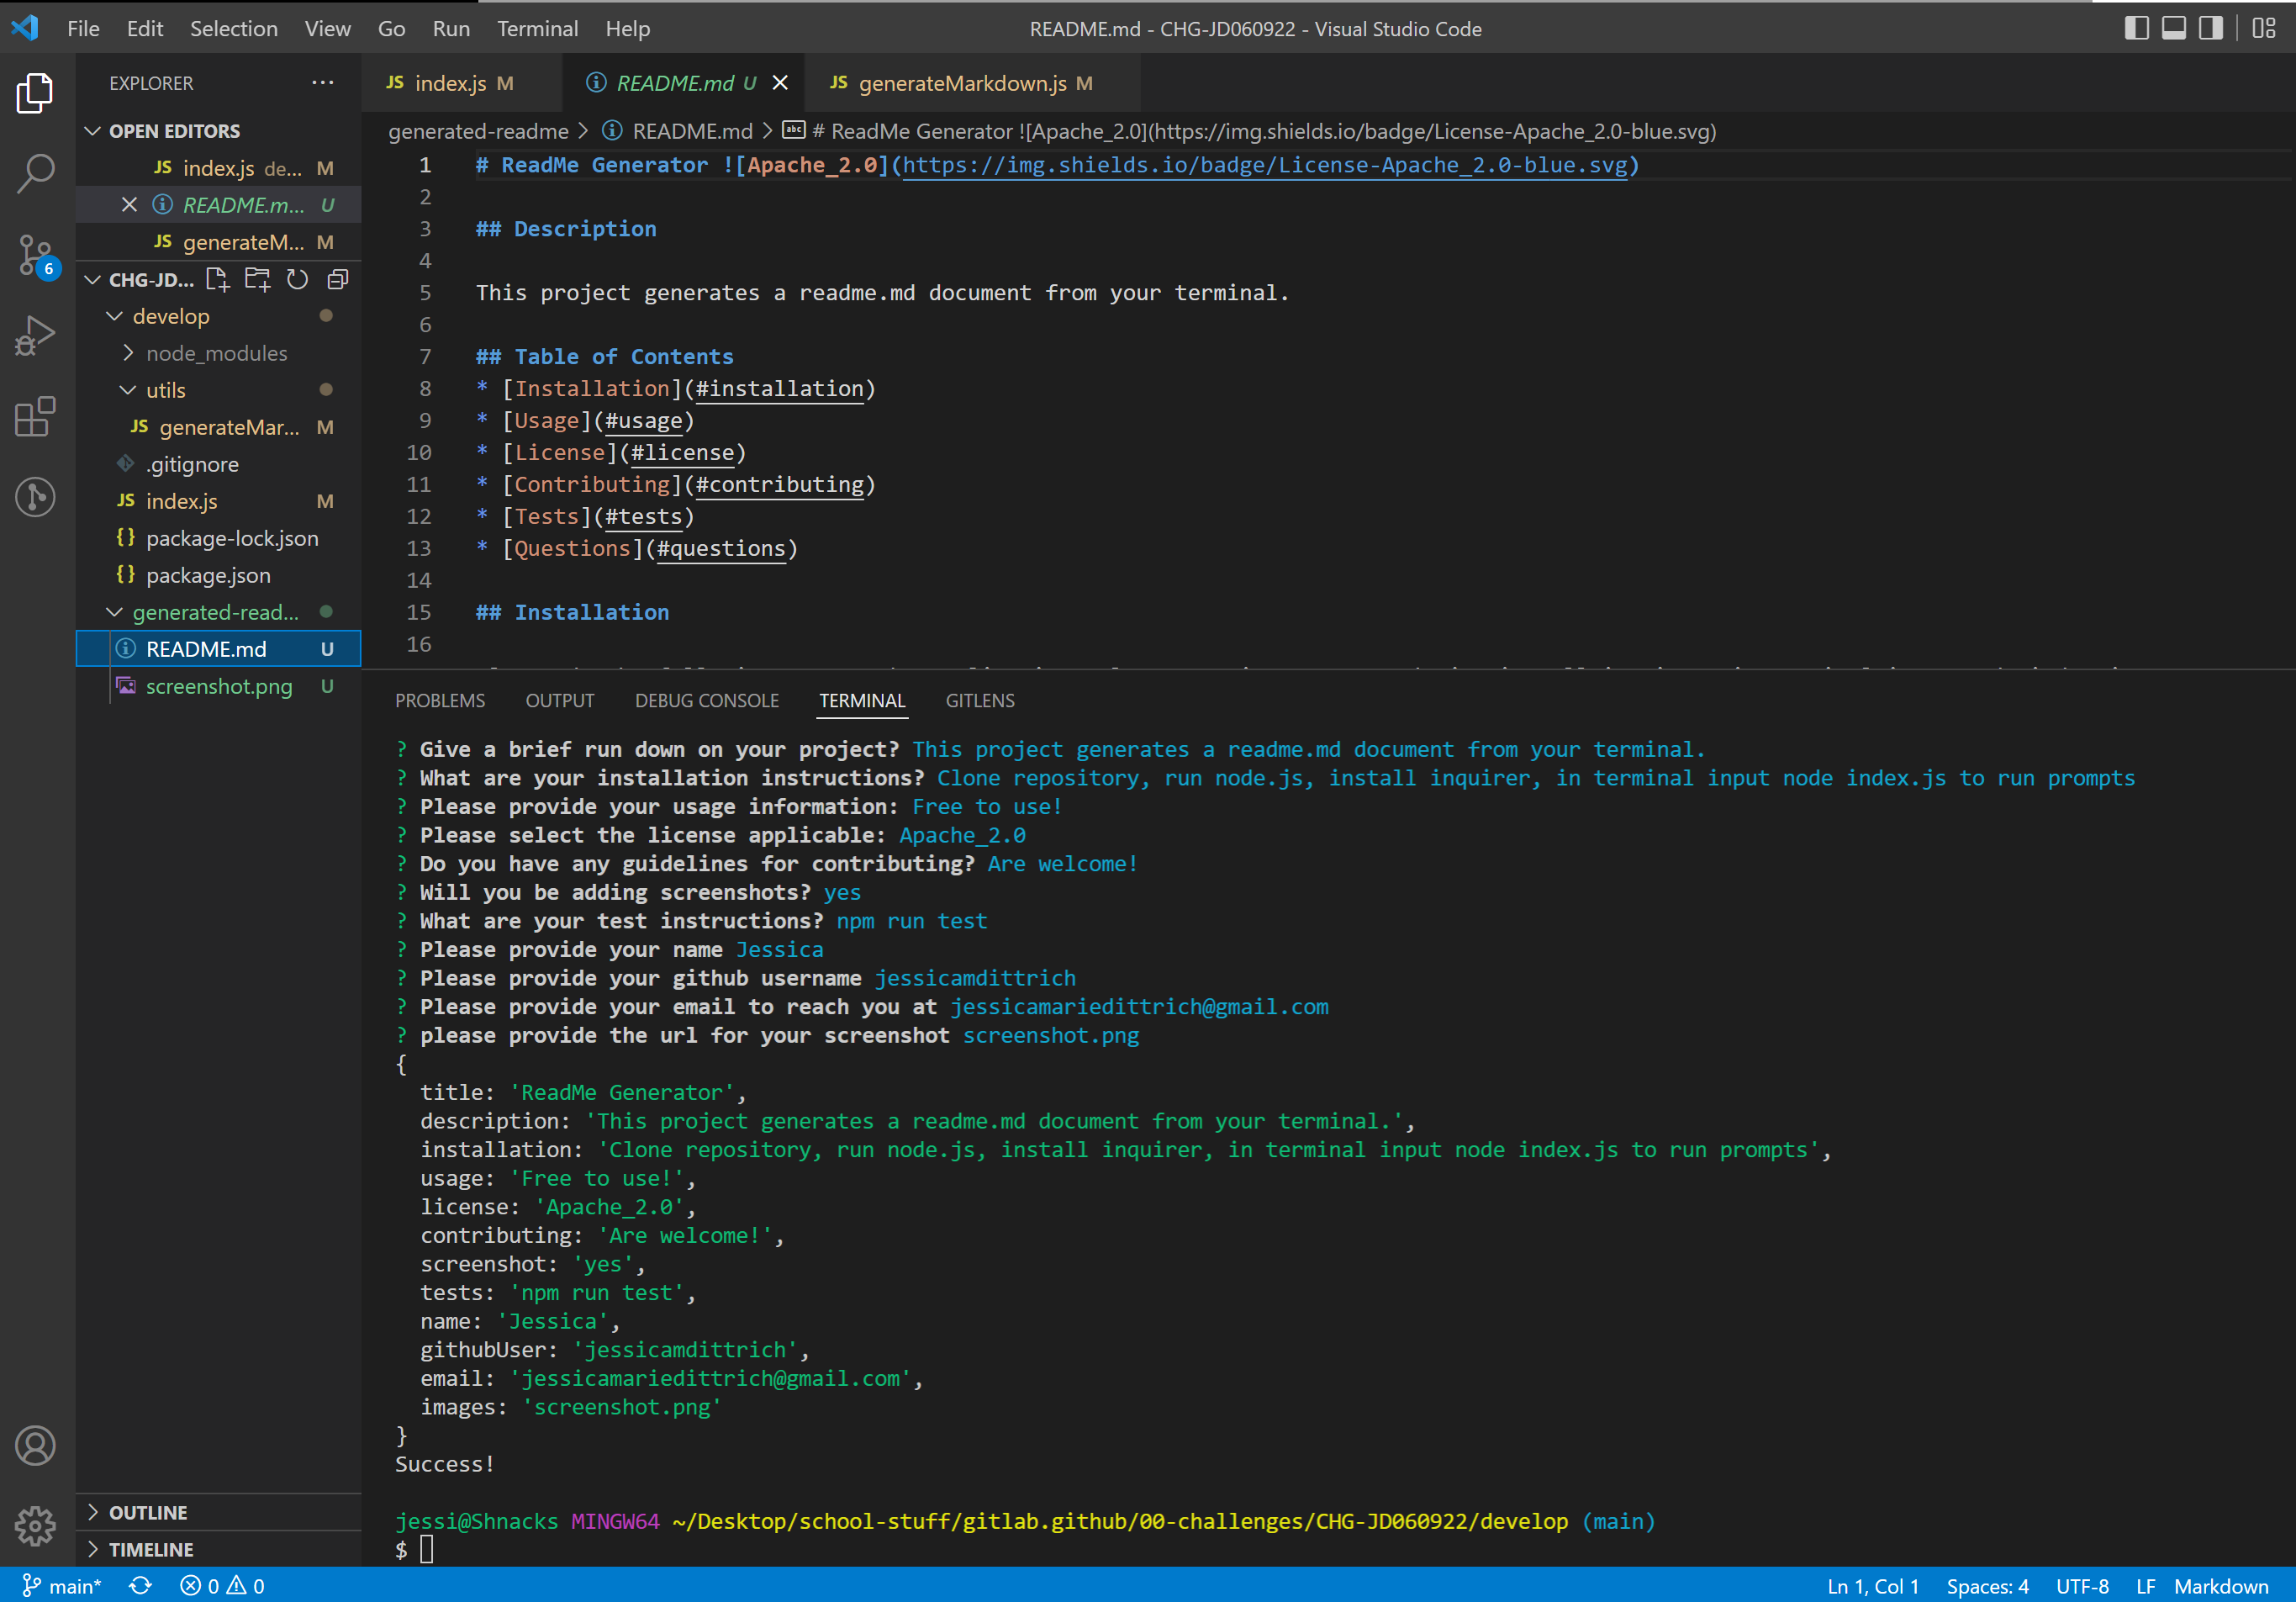 File Edit Selection View Go Run Terminal Help README.md - CHG-JD060922 - Visual Studio Code
EXPLORER
OPEN EDITORS
JS index.js de... M
README.m... U
JS generateM... M
6
CHG-JD...
develop
node_modules
utils
JS generateMar... M
.gitignore
JS index.js M
{} package-lock.json
{} package.json
generated-read...
README.md U
screenshot.png U
OUTLINE
TIMELINE
JS index.js M README.md U JS generateMarkdown.js M
generated-readme > README.md > abc # ReadMe Generator ![Apache_2.0](https://img.shields.io/badge/License-Apache_2.0-blue.svg)
1 # ReadMe Generator ![Apache_2.0](https://img.shields.io/badge/License-Apache_2.0-blue.svg)
2
3 ## Description
4
5 This project generates a readme.md document from your terminal.
6
7 ## Table of Contents
8 * [Installation](#installation)
9 * [Usage](#usage)
10 * [License](#license)
11 * [Contributing](#contributing)
12 * [Tests](#tests)
13 * [Questions](#questions)
14
15 ## Installation
16
PROBLEMS OUTPUT DEBUG CONSOLE TERMINAL GITLENS
? Give a brief run down on your project? This project generates a readme.md document from your terminal.
? What are your installation instructions? Clone repository, run node.js, install inquirer, in terminal input node index.js to run prompts
? Please provide your usage information: Free to use!
? Please select the license applicable: Apache_2.0
? Do you have any guidelines for contributing? Are welcome!
? Will you be adding screenshots? yes
? What are your test instructions? npm run test
? Please provide your name Jessica
? Please provide your github username jessicamdittrich
? Please provide your email to reach you at jessicamariedittrich@gmail.com
? please provide the url for your screenshot screenshot.png
{
title: 'ReadMe Generator',
description: 'This project generates a readme.md document from your terminal.',
installation: 'Clone repository, run node.js, install inquirer, in terminal input node index.js to run prompts',
usage: 'Free to use!',
license: 'Apache_2.0',
contributing: 'Are welcome!',
screenshot: 'yes',
tests: 'npm run test',
name: 'Jessica',
githubUser: 'jessicamdittrich',
email: 'jessicamariedittrich@gmail.com',
images: 'screenshot.png'
}
Success!
jessi@Shnacks MINGW64 ~/Desktop/school-stuff/gitlab.github/00-challenges/CHG-JD060922/develop (main)
$
main* 0 0 Ln 1, Col 1 Spaces: 4 UTF-8 LF Markdown